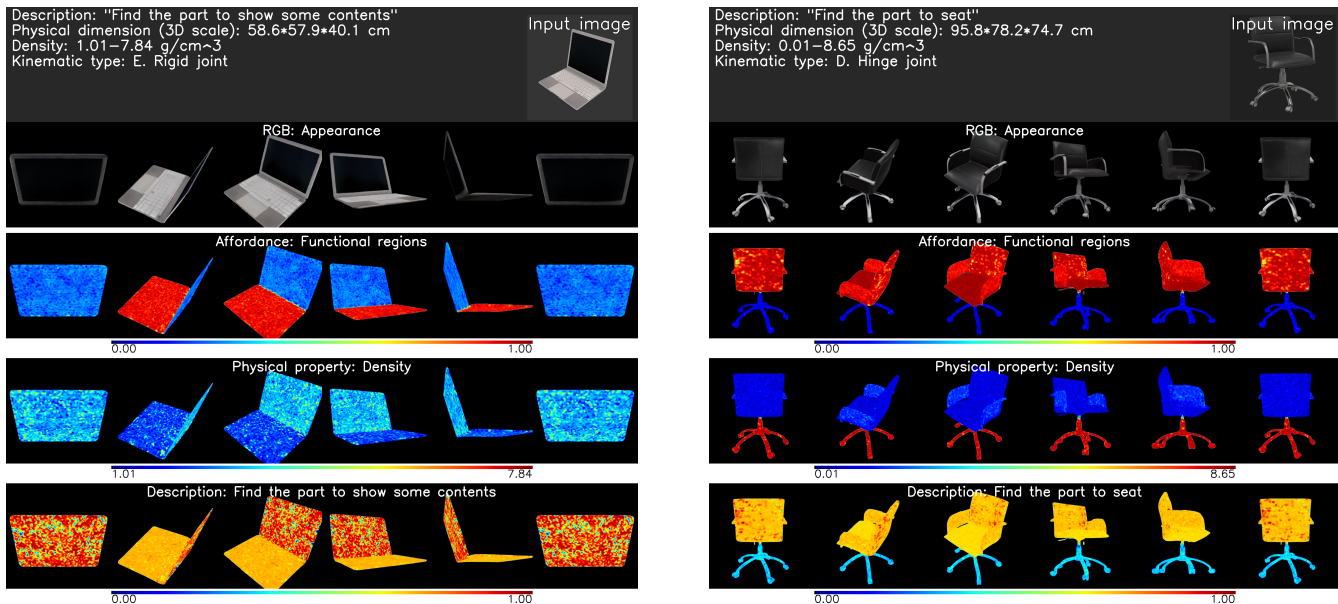 Description: "Find the part to show some contents"
Physical dimension (3D scale): 58.6*57.9*40.1 cm
Density: 1.01-7.84 g/cm^3
Kinematic type: E. Rigid joint
Input image
RGB: Appearance
Affordance: Functional regions
0.00 1.00
Physical property: Density
1.01 7.84
Description: Find the part to show some contents
0.00 1.00
Description: "Find the part to seat"
Physical dimension (3D scale): 95.8*78.2*74.7 cm
Density: 0.01-8.65 g/cm^3
Kinematic type: D. Hinge joint
Input image
RGB: Appearance
Affordance: Functional regions
0.00 1.00
Physical property: Density
0.01 8.65
Description: Find the part to seat
0.00 1.00